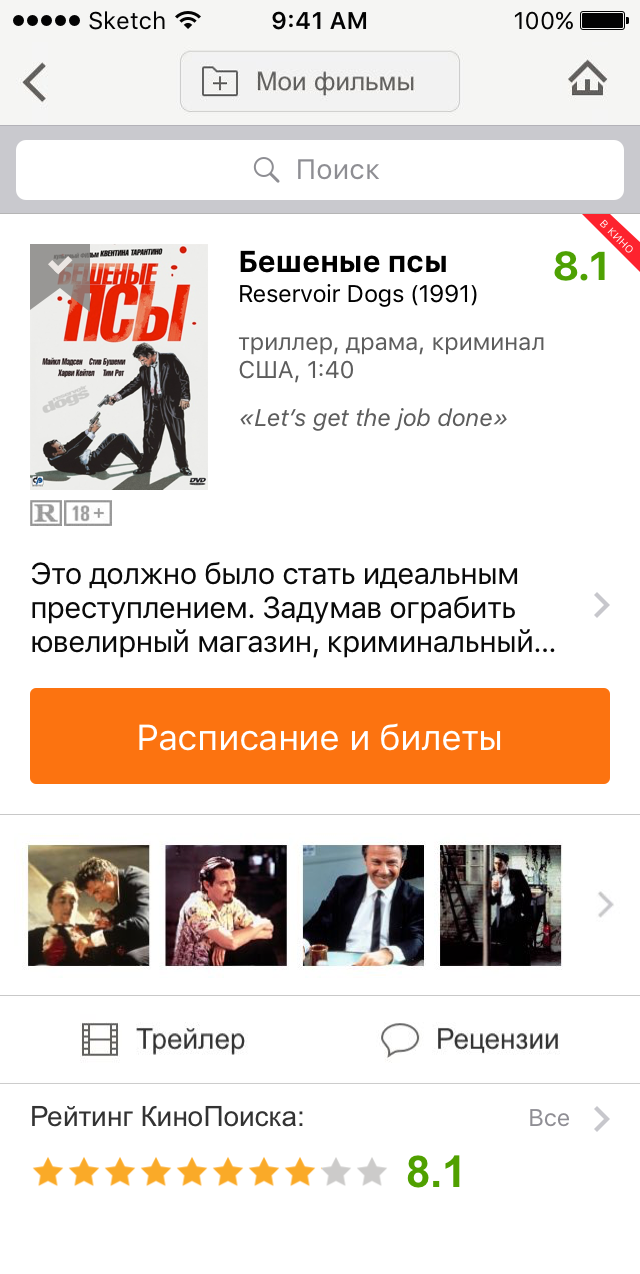 Sketch 9:41 AM 100%
Мои фильмы
Поиск
В КИНО
КВЕНТИНА ТАРАНТИНО
БЕШЕНЫЕ
ПСЫ
Майкл Мадсен Стив Бушеми
Харви Кейтел Тим Рот
dogs
DVD
Бешеные псы
8.1
Reservoir Dogs (1991)
триллер, драма, криминал
США, 1:40
«Let’s get the job done»
R 18+
Это должно было стать идеальным
преступлением. Задумав ограбить
ювелирный магазин, криминальный...
Расписание и билеты
Трейлер
Рецензии
Рейтинг КиноПоиска:
Все
8.1